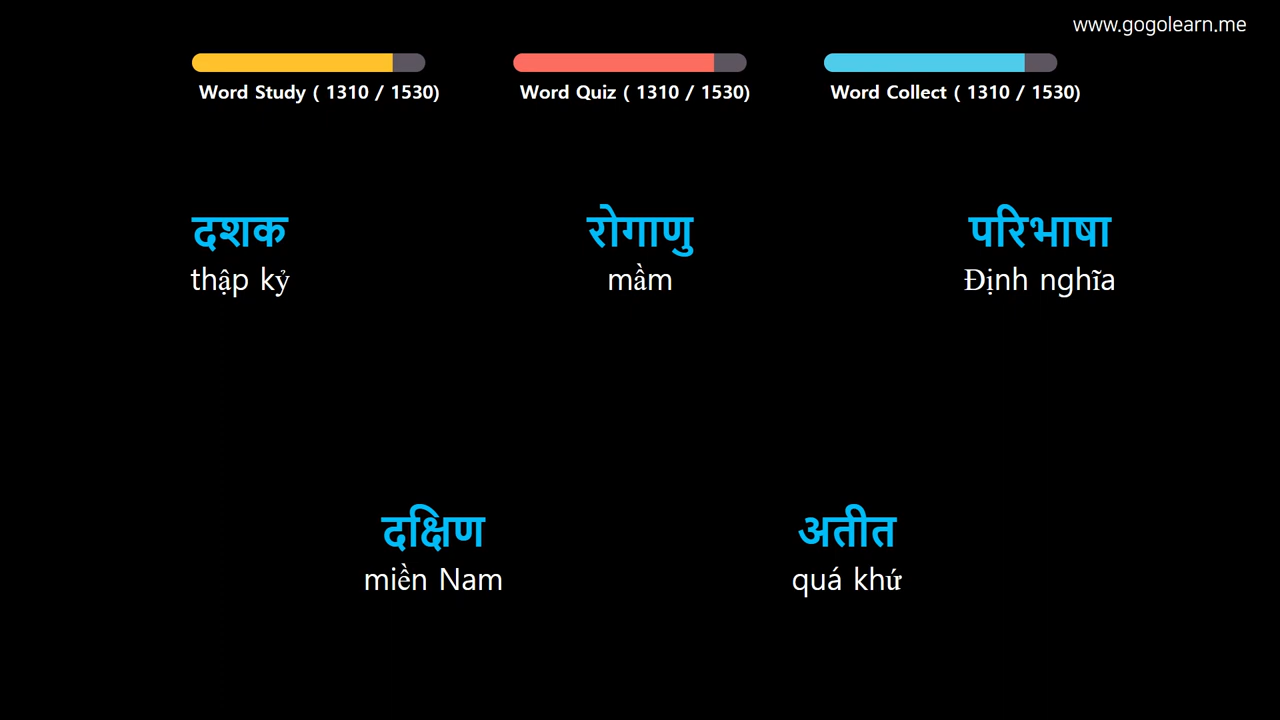 www.gogolearn.me
Word Study ( 1310 / 1530)
Word Quiz ( 1310 / 1530)
Word Collect ( 1310 / 1530)
दशक
thập kỷ
रोगाणु
mầm
परिभाषा
Định nghĩa
दक्षिण
miền Nam
अतीत
quá khứ